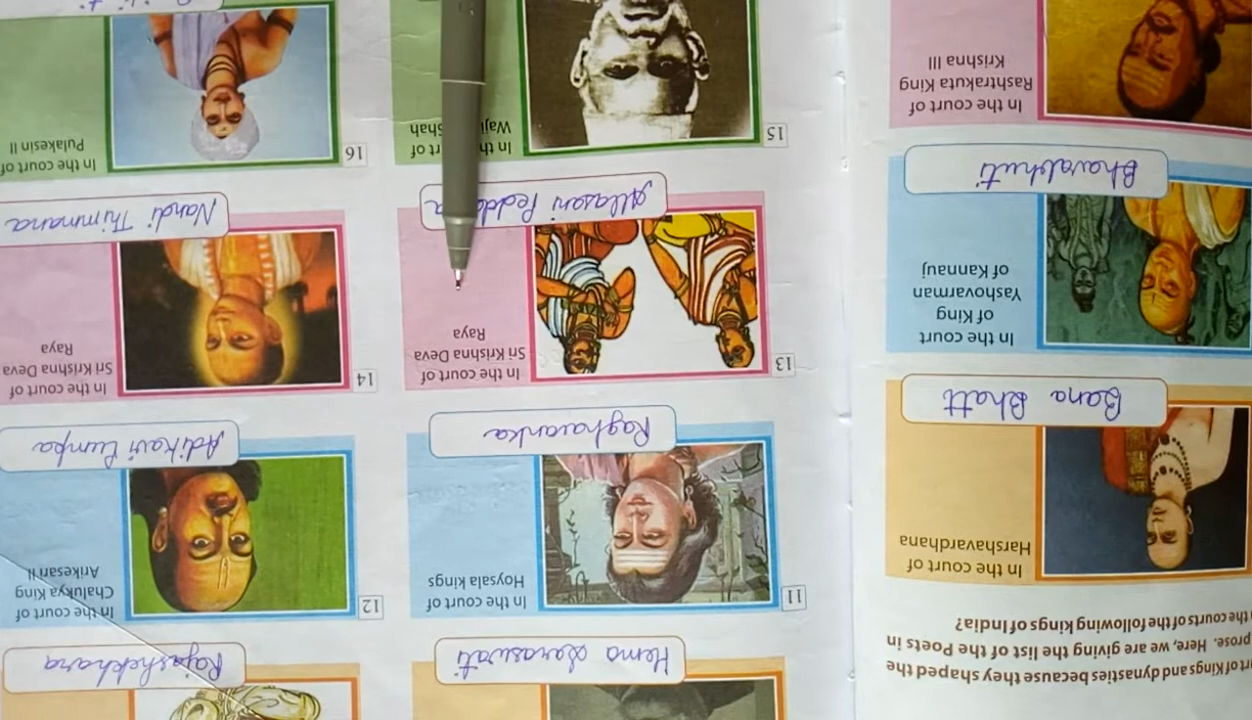 rt of Kings and dynasties because they shaped the
prose. Here, we are giving the list of the Poets in
the courts of the following kings of India?
In the court of
Harshavardhana
Bana Bhatt
In the court
of King
Yashovarman
of Kannauj
Bhavabhuti
In the court of
Rashtrakuta King
Krishna III
Hema Saraswati
Rajashekhara
11
In the court of
Hoysala kings
Raghavanka
12
In the court of
Chalukya King
Arikesari II
Adikavi Pumpa
13
In the court of
Sri Krishna Deva
Raya
Allasani
14
In the court of
Sri Krishna Deva
Raya
Nandi Thimmana
15
of
Shah
16
In the court of
Pulakesin II